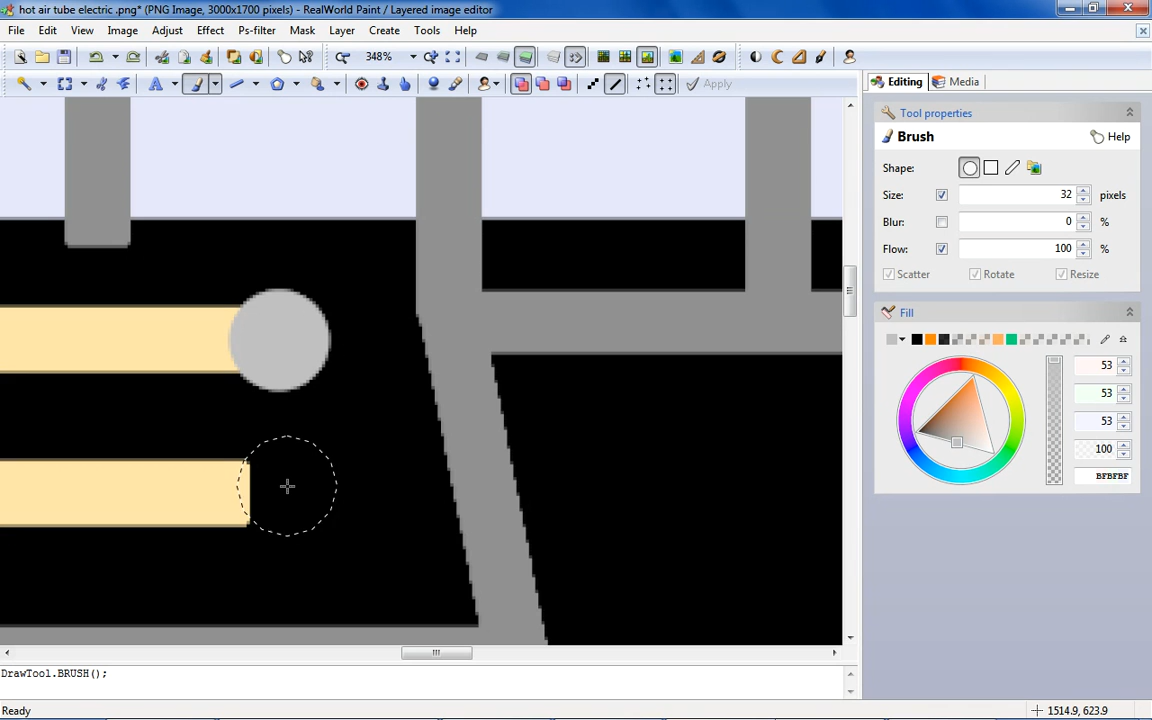 hot air tube electric .png* (PNG Image, 3000x1700 pixels) - RealWorld Paint / Layered image editor
File Edit View Image Adjust Effect Ps-filter Mask Layer Create Tools Help
348%
Apply
Editing Media
Tool properties
Brush Help
Shape:
Size: 32 pixels
Blur: 0 %
Flow: 100 %
Scatter Rotate Resize
Fill
53
53
53
100
BFBFBF
DrawTool.BRUSH();
Ready 1514.9, 623.9